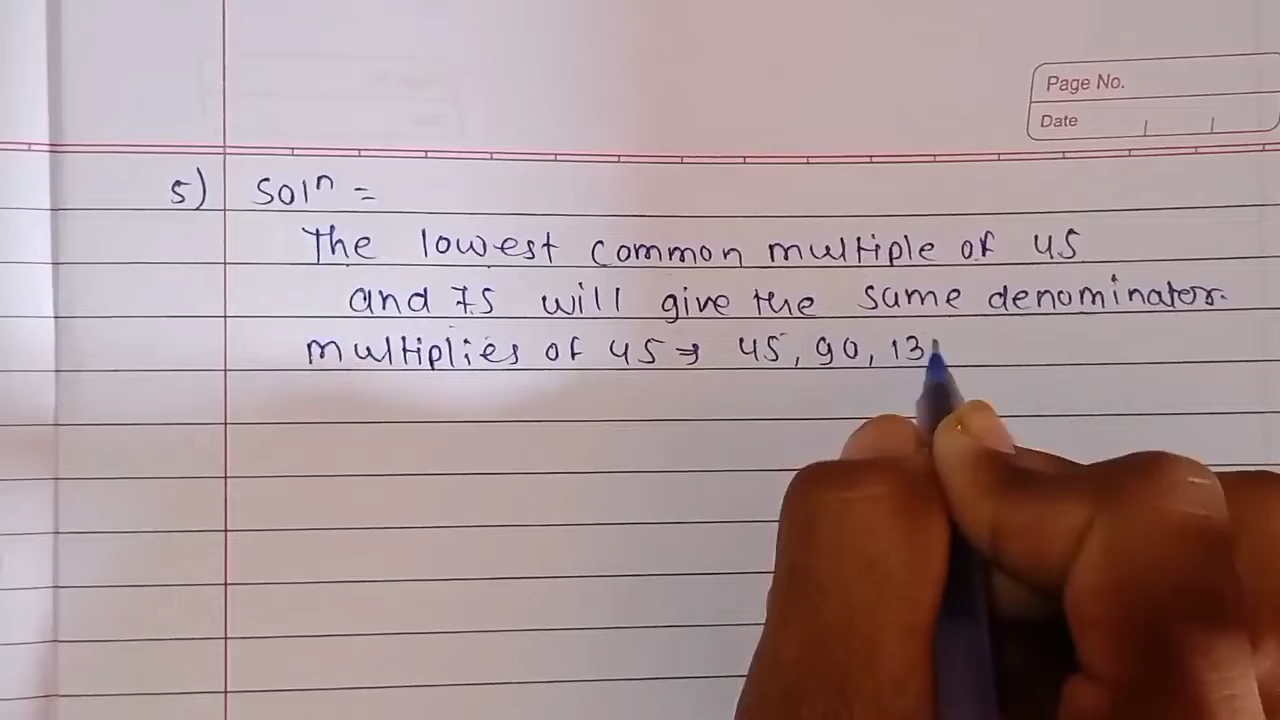 Page No.
Date
5) Solⁿ =
The lowest common multiple of 45
and 75 will give the same denominator.
multiplies of 45 → 45, 90, 13